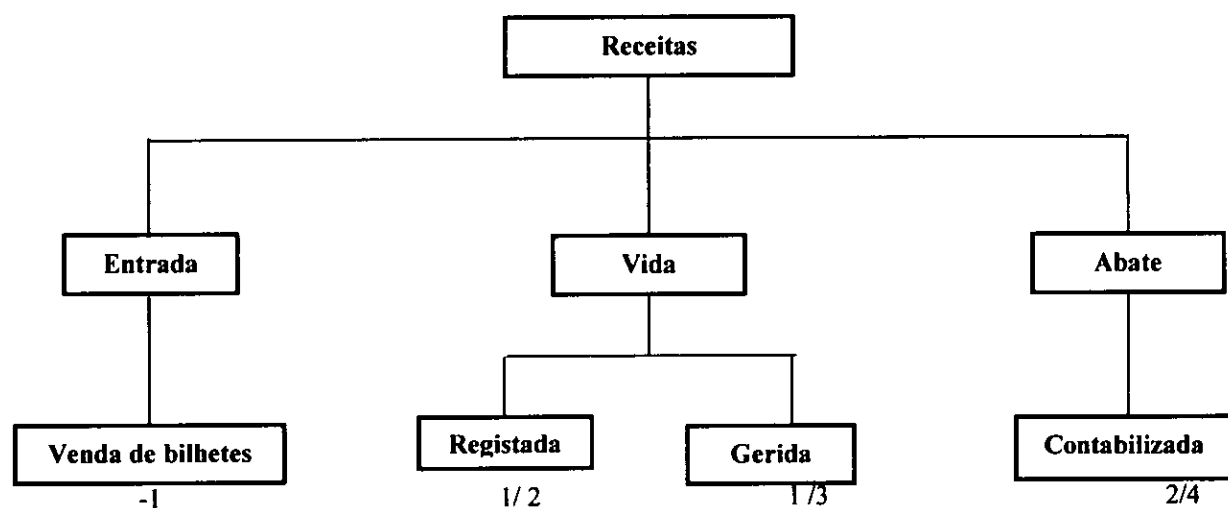 Receitas
Entrada
Vida
Abate
Venda de bilhetes
Registada
Gerida
Contabilizada
-1
1/ 2
1 /3
2/4